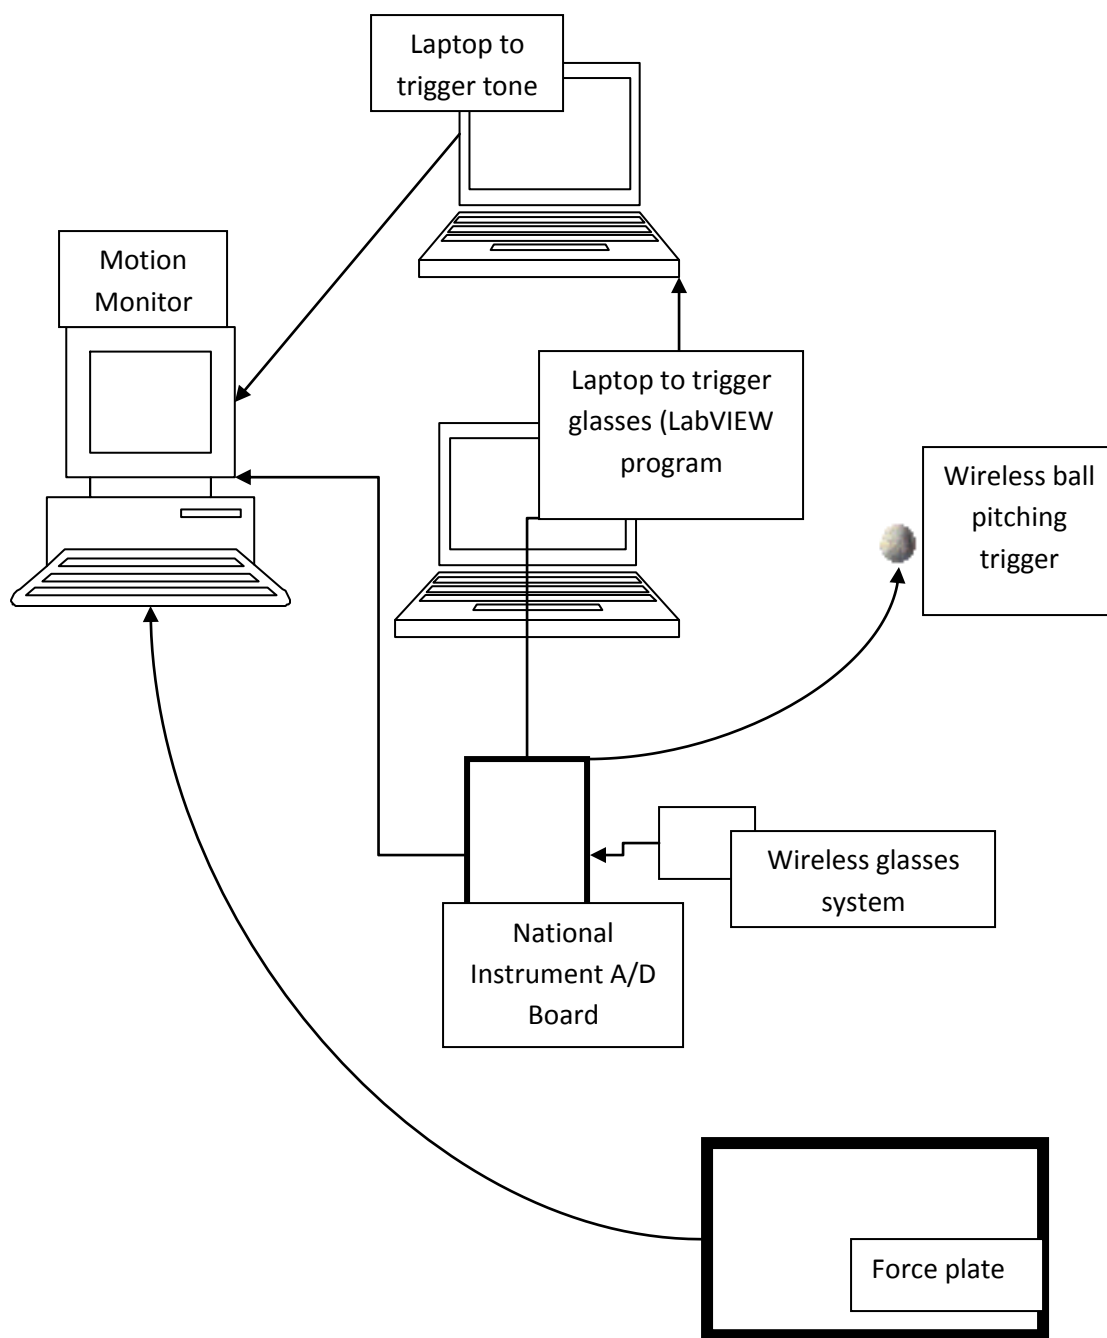 Laptop to
trigger tone
Motion
Monitor
Laptop to trigger
glasses (LabVIEW
program
Wireless ball
pitching
trigger
Wireless glasses
system
National
Instrument A/D
Board
Force plate